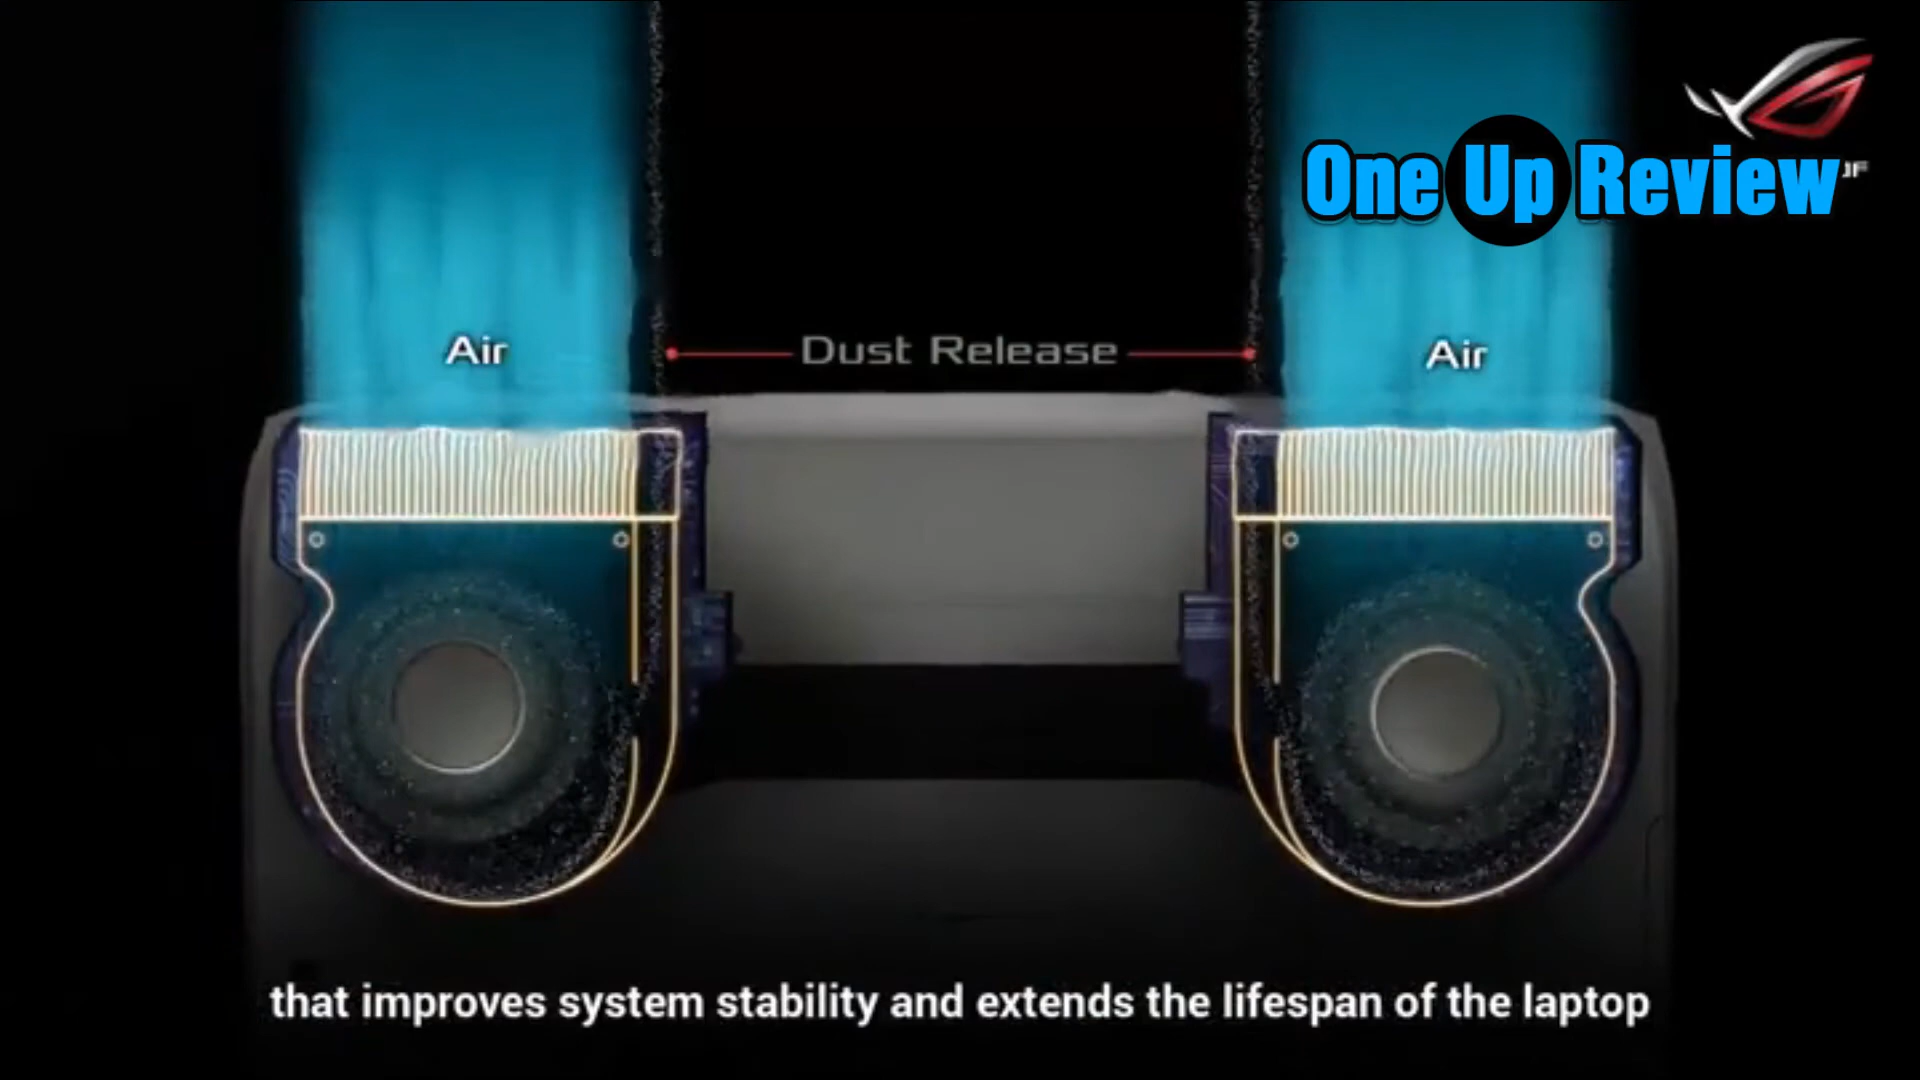 One Up Review
Air
Dust Release
Air
that improves system stability and extends the lifespan of the laptop